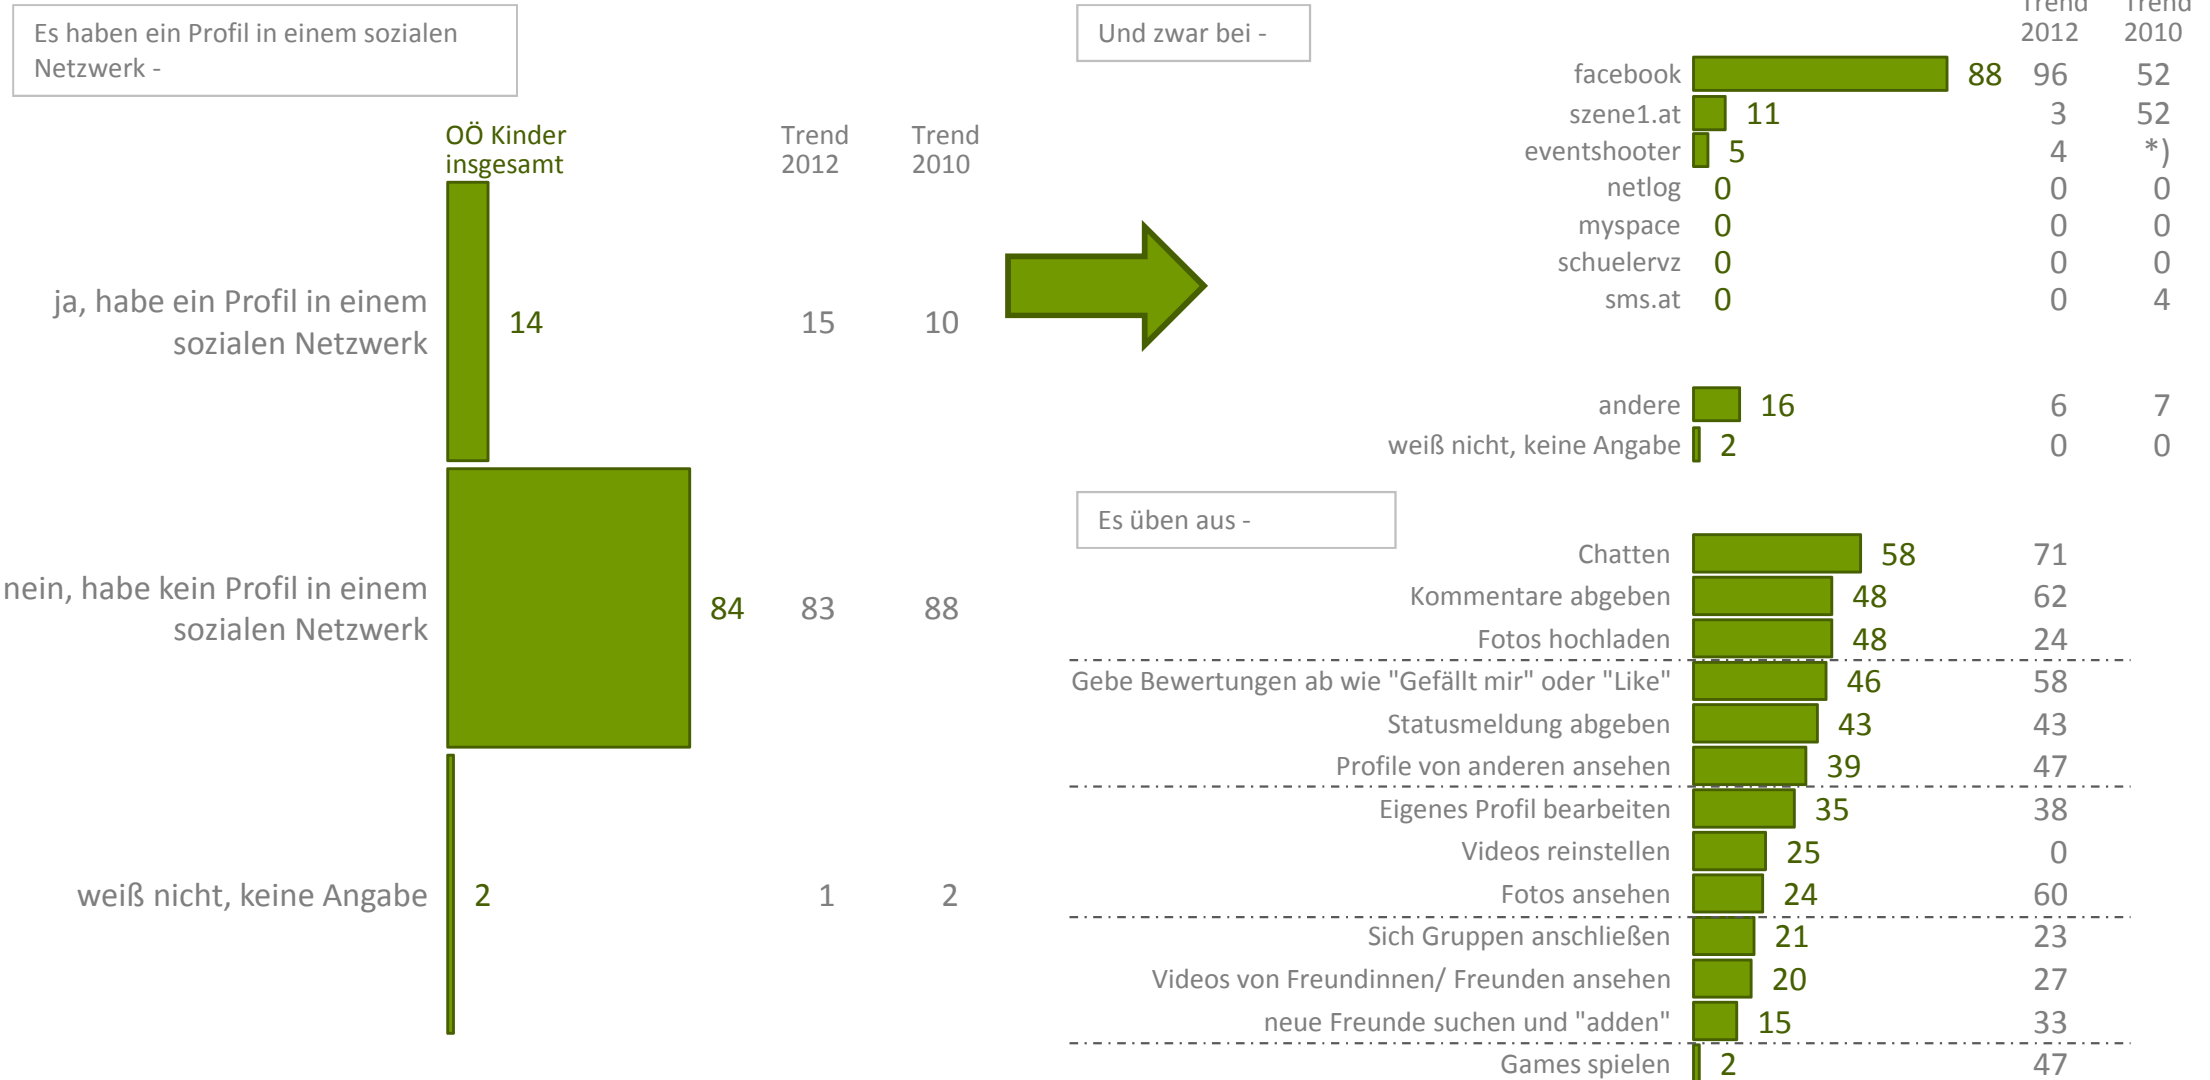 Es haben ein Profil in einem sozialen
Netzwerk -
OÖ Kinder
insgesamt
Trend
2012
Trend
2010
ja, habe ein Profil in einem
sozialen Netzwerk
14 15 10
nein, habe kein Profil in einem
sozialen Netzwerk
84 83 88
weiß nicht, keine Angabe 2 1 2
Und zwar bei -
Trend Trend
2012 2010
facebook 88 96 52
szene1.at 11 3 52
eventshooter 5 4 *)
netlog 0 0 0
myspace 0 0 0
schuelervz 0 0 0
sms.at 0 0 4
andere 16 6 7
weiß nicht, keine Angabe 2 0 0
Es üben aus -
Chatten 58 71
Kommentare abgeben 48 62
Fotos hochladen 48 24
Gebe Bewertungen ab wie "Gefällt mir" oder "Like" 46 58
Statusmeldung abgeben 43 43
Profile von anderen ansehen 39 47
Eigenes Profil bearbeiten 35 38
Videos reinstellen 25 0
Fotos ansehen 24 60
Sich Gruppen anschließen 21 23
Videos von Freundinnen/ Freunden ansehen 20 27
neue Freunde suchen und "adden" 15 33
Games spielen 2 47